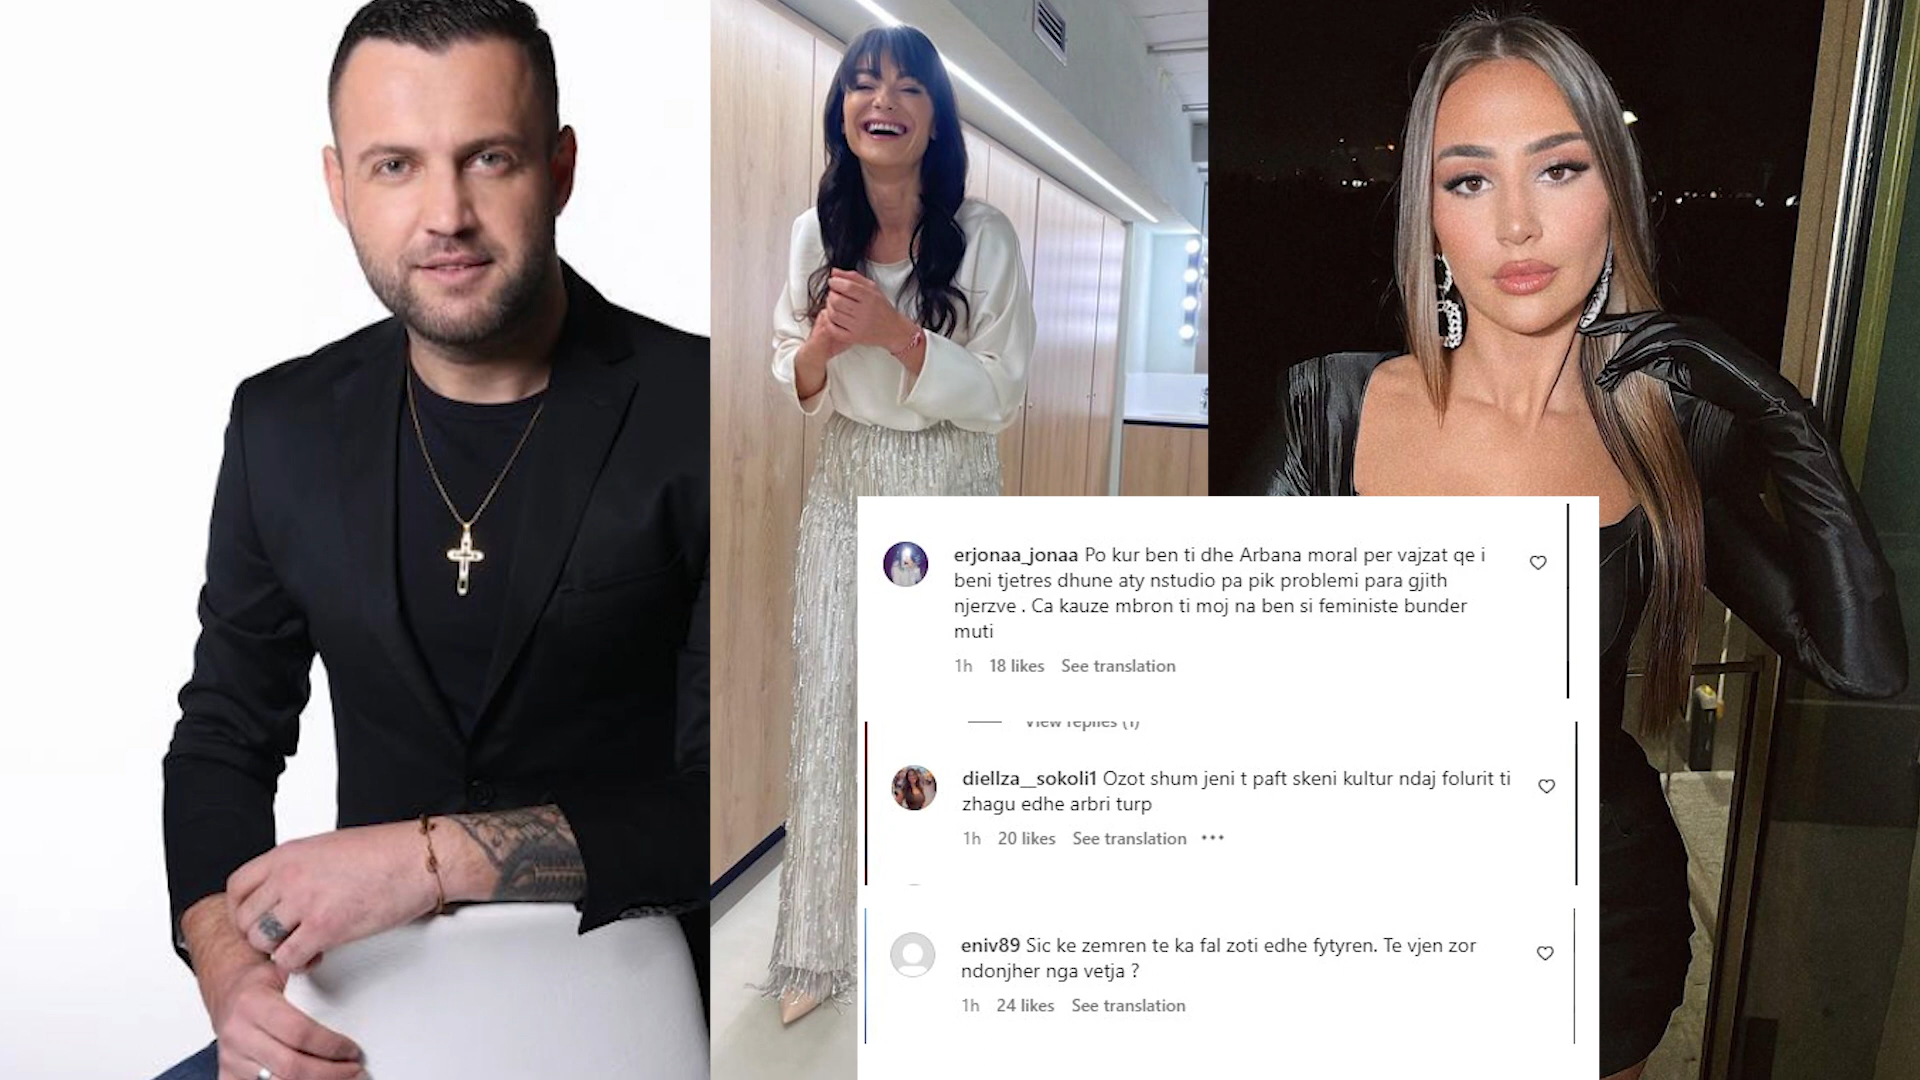 erjonaa_jonaa Po kur ben ti dhe Arbana moral per vajzat qe i
beni tjetres dhune aty nstudio pa pik problemi para gjith
njerzve . Ca kauze mbron ti moj na ben si feministe bunder
muti
1h 18 likes See translation
View replies (1)
diellza__sokoli1 Ozot shum jeni t paft skeni kultur ndaj folurit ti
zhagu edhe arbri turp
1h 20 likes See translation •••
eniv89 Sic ke zemren te ka fal zoti edhe fytyren. Te vjen zor
ndonjher nga vetja ?
1h 24 likes See translation